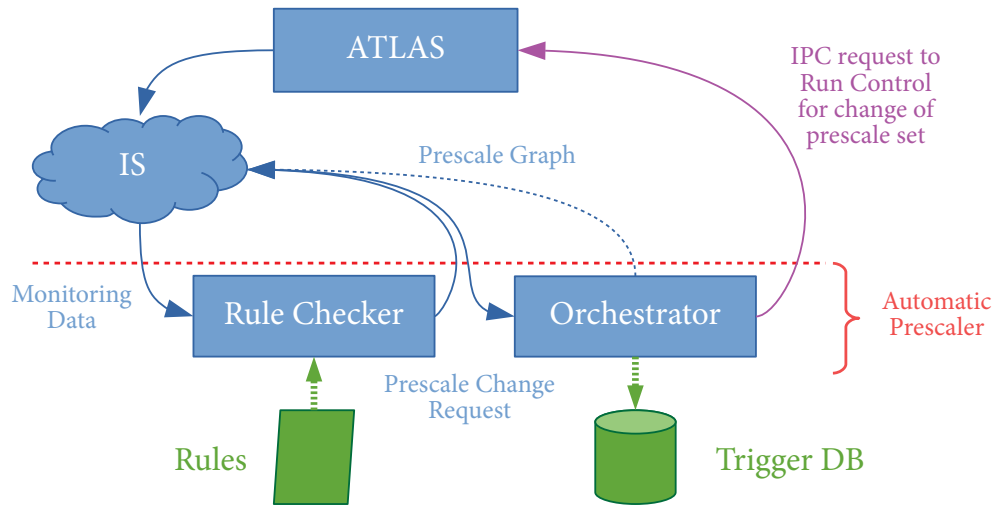 ATLAS
IPC request to
Run Control
for change of
prescale set
IS
Prescale Graph
Monitoring
Data
Rule Checker
Orchestrator
Automatic
Prescaler
Prescale Change
Request
Rules
Trigger DB